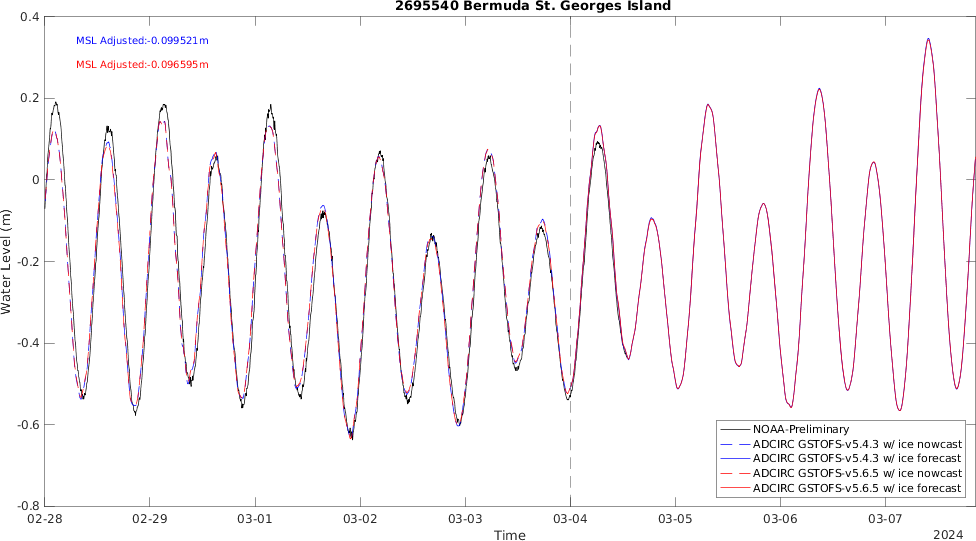 2695540 Bermuda St. Georges Island
MSL Adjusted:-0.099521m
MSL Adjusted:-0.096595m
Water Level (m)
0.4
0.2
0
-0.2
-0.4
-0.6
-0.8
NOAA-Preliminary
ADCIRC GSTOFS-v5.4.3 w/ ice nowcast
ADCIRC GSTOFS-v5.4.3 w/ ice forecast
ADCIRC GSTOFS-v5.6.5 w/ ice nowcast
ADCIRC GSTOFS-v5.6.5 w/ ice forecast
02-28 02-29 03-01 03-02 03-03 03-04 03-05 03-06 03-07
Time
2024